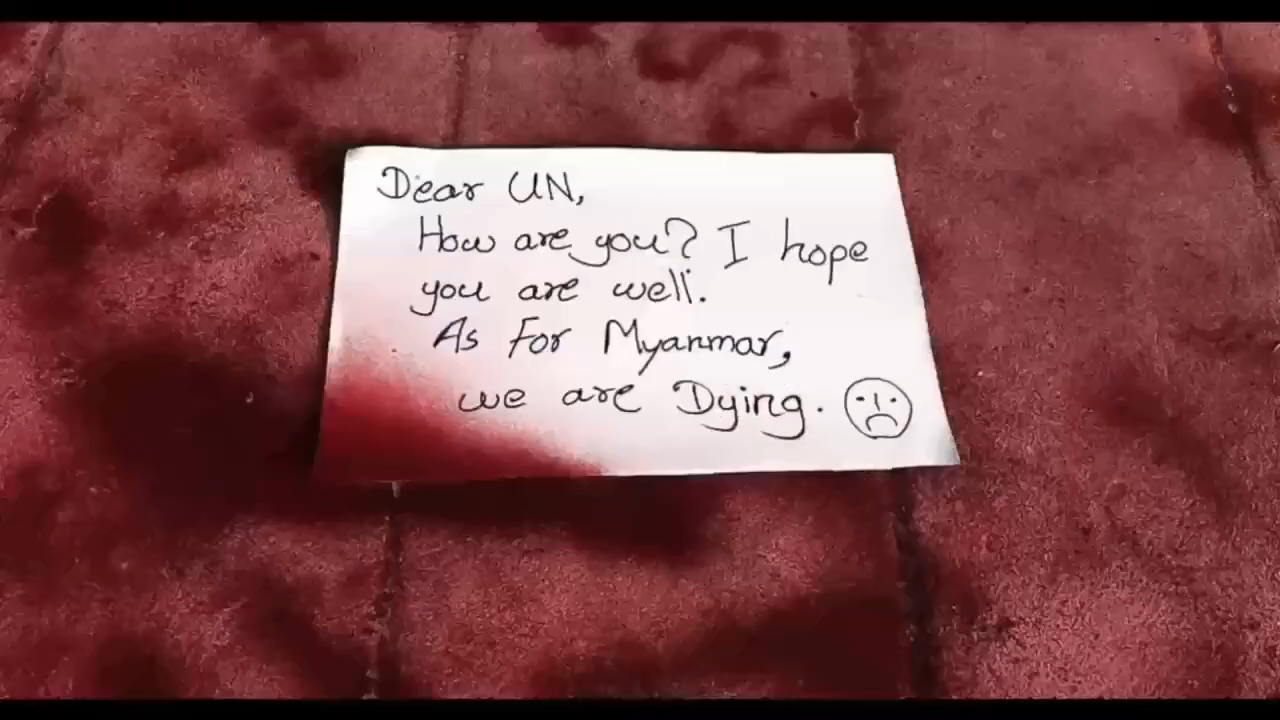 Dear UN,
How are you? I hope
you are well.
As For Myanmar,
we are Dying.